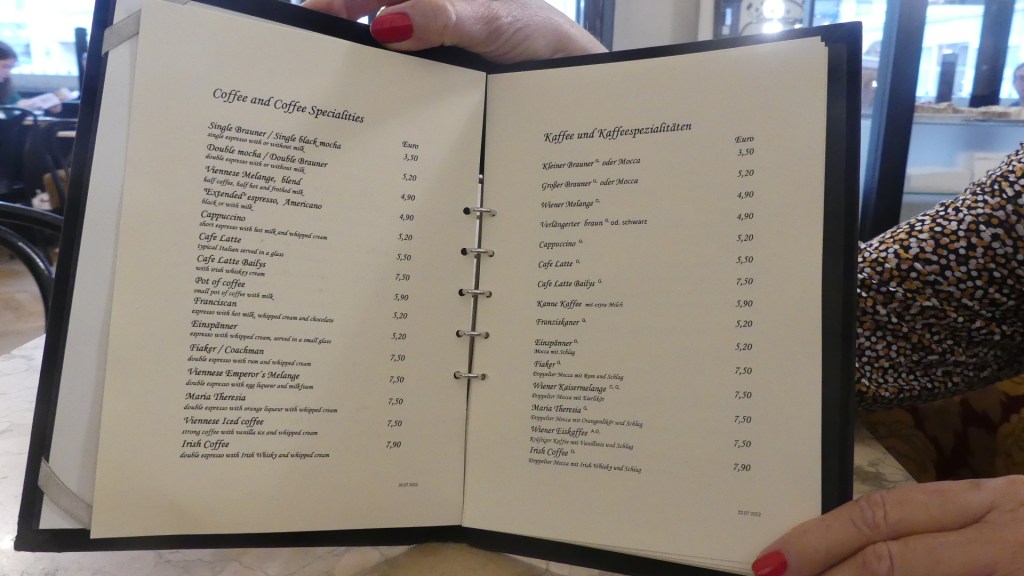 Coffee and Coffee Specialities
Euro
Single Brauner / Single black mocha 3,50
single espresso with or without milk
Double mocha / Double Brauner 5,20
double espresso with or without milk
Viennese Melange, blend 4,90
half coffee, half hot and frothed milk
"Extended" espresso, Americano 4,90
black or with milk
Cappuccino 5,20
short espresso with hot milk and whipped cream
Cafe Latte 5,50
typical Italian served in a glass
Cafe Latte Bailys 7,50
with irish whiskey cream
Pot of coffee 5,90
small pot of coffee with milk
Franciscan 5,20
espresso with hot milk, whipped cream and chocolate
Einspänner 5,20
espresso with whipped cream, served in a small glass
Fiaker / Coachman 7,50
double espresso with rum and whipped cream
Viennese Emperor´s Melange 7,50
double espresso with egg liqueur and milkfoam
Maria Theresia 7,50
double espresso with orange liqueur with whipped cream
Viennese Iced coffee 7,50
strong coffee with vanilla ice and whipped cream
Irish Coffee 7,90
double espresso with Irish Whisky and whipped cream
20.07.2022
Kaffee und Kaffeespezialitäten
Euro
Kleiner Brauner G oder Mocca 3,50
Großer Brauner G oder Mocca 5,20
Wiener Melange G 4,90
Verlängerter braun G od. schwarz 4,90
Cappuccino G 5,20
Cafe Latte G 5,50
Cafe Latte Bailys G 7,50
Kanne Kaffee mit extra Milch 5,90
Franziskaner G 5,20
Einspänner G 5,20
Mocca mit Schlag
Fiaker G 7,50
Doppelter Mocca mit Rum und Schlag
Wiener Kaisermelange C, G 7,50
Doppelter Mocca mit Eierlikör
Maria Theresia G 7,50
Doppelter Mocca mit Orangenlikör und Schlag
Wiener Eiskaffee A,G 7,50
Kräftiger Kaffee mit Vanilleeis und Schlag
Irish Coffee G 7,90
Doppelter Mocca mit Irish Whisky und Schlag
20.07.2022